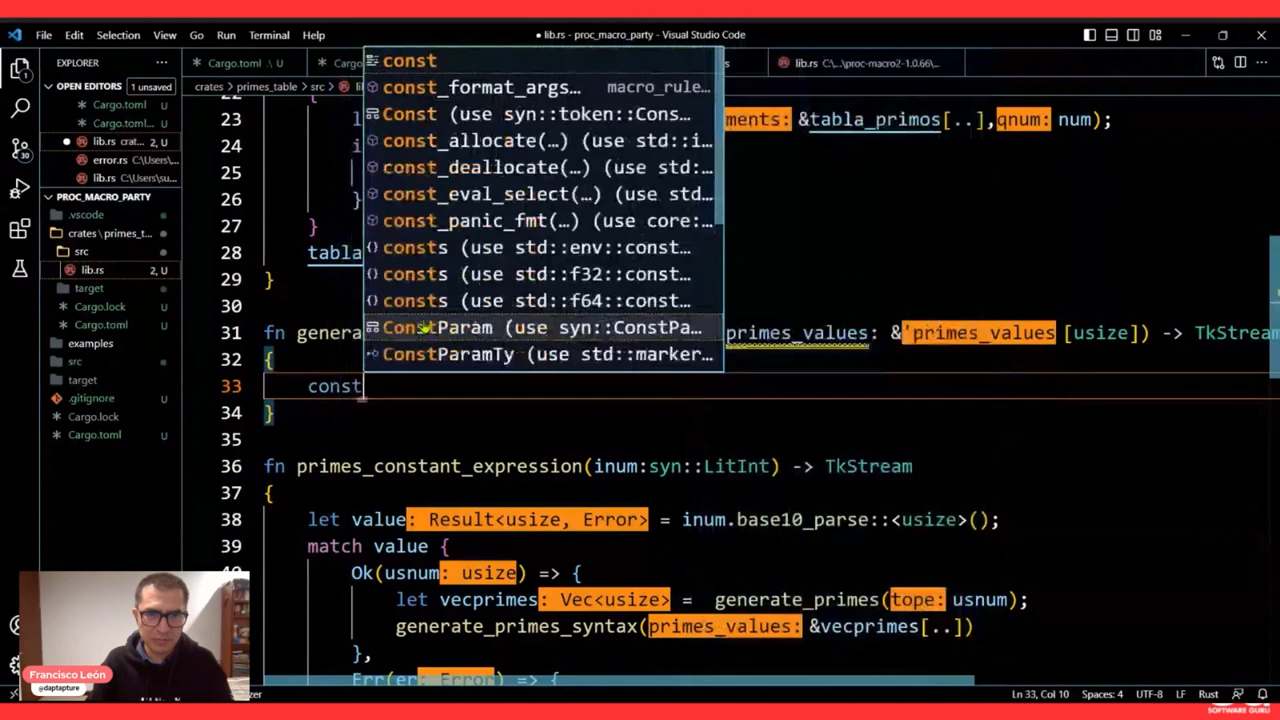 File Edit Selection View Go Run Terminal Help
● lib.rs - proc_macro_party - Visual Studio Code
EXPLORER
OPEN EDITORS 1 unsaved
Cargo.toml
Cargo.toml...
lib.rs crat... 2, U
error.rs C:\Users\...
lib.rs C:\Users\su...
PROC_MACRO_PARTY
.vscode
crates \ primes_t...
src
lib.rs 2, U
target
Cargo.lock U
Cargo.toml U
examples
src
target
.gitignore U
Cargo.lock
Cargo.toml U
Cargo.toml .\ U
lib.rs C:\...\proc-macro2-1.0.66\...
crates > primes_table > src >
const
const_format_args... macro_rule...
Const (use syn::token::Cons...
const_allocate(…) (use std::i...
const_deallocate(…) (use std:...
const_eval_select(…) (use std...
const_panic_fmt(…) (use core:...
consts (use std::env::const...
consts (use std::f32::const...
consts (use std::f64::const...
ConstParam (use syn::ConstPa...
ConstParamTy (use std::marker...
23 ments: &tabla_primos[..],qnum: num);
24
25
26 }
27 }
28 tabla
29 }
30
31 fn genera primes_values: &'primes_values [usize]) -> TkStream
32 {
33 const
34 }
35
36 fn primes_constant_expression(inum:syn::LitInt) -> TkStream
37 {
38 let value: Result<usize, Error> = inum.base10_parse::<usize>();
39 match value {
Ok(usnum: usize) => {
let vecprimes: Vec<usize> = generate_primes(tope: usnum);
generate_primes_syntax(primes_values: &vecprimes[..])
},
Err(er: Error) => {
Francisco León
@daptapture
Ln 33, Col 10 Spaces: 4 UTF-8 LF Rust
SOFTWARE GURU